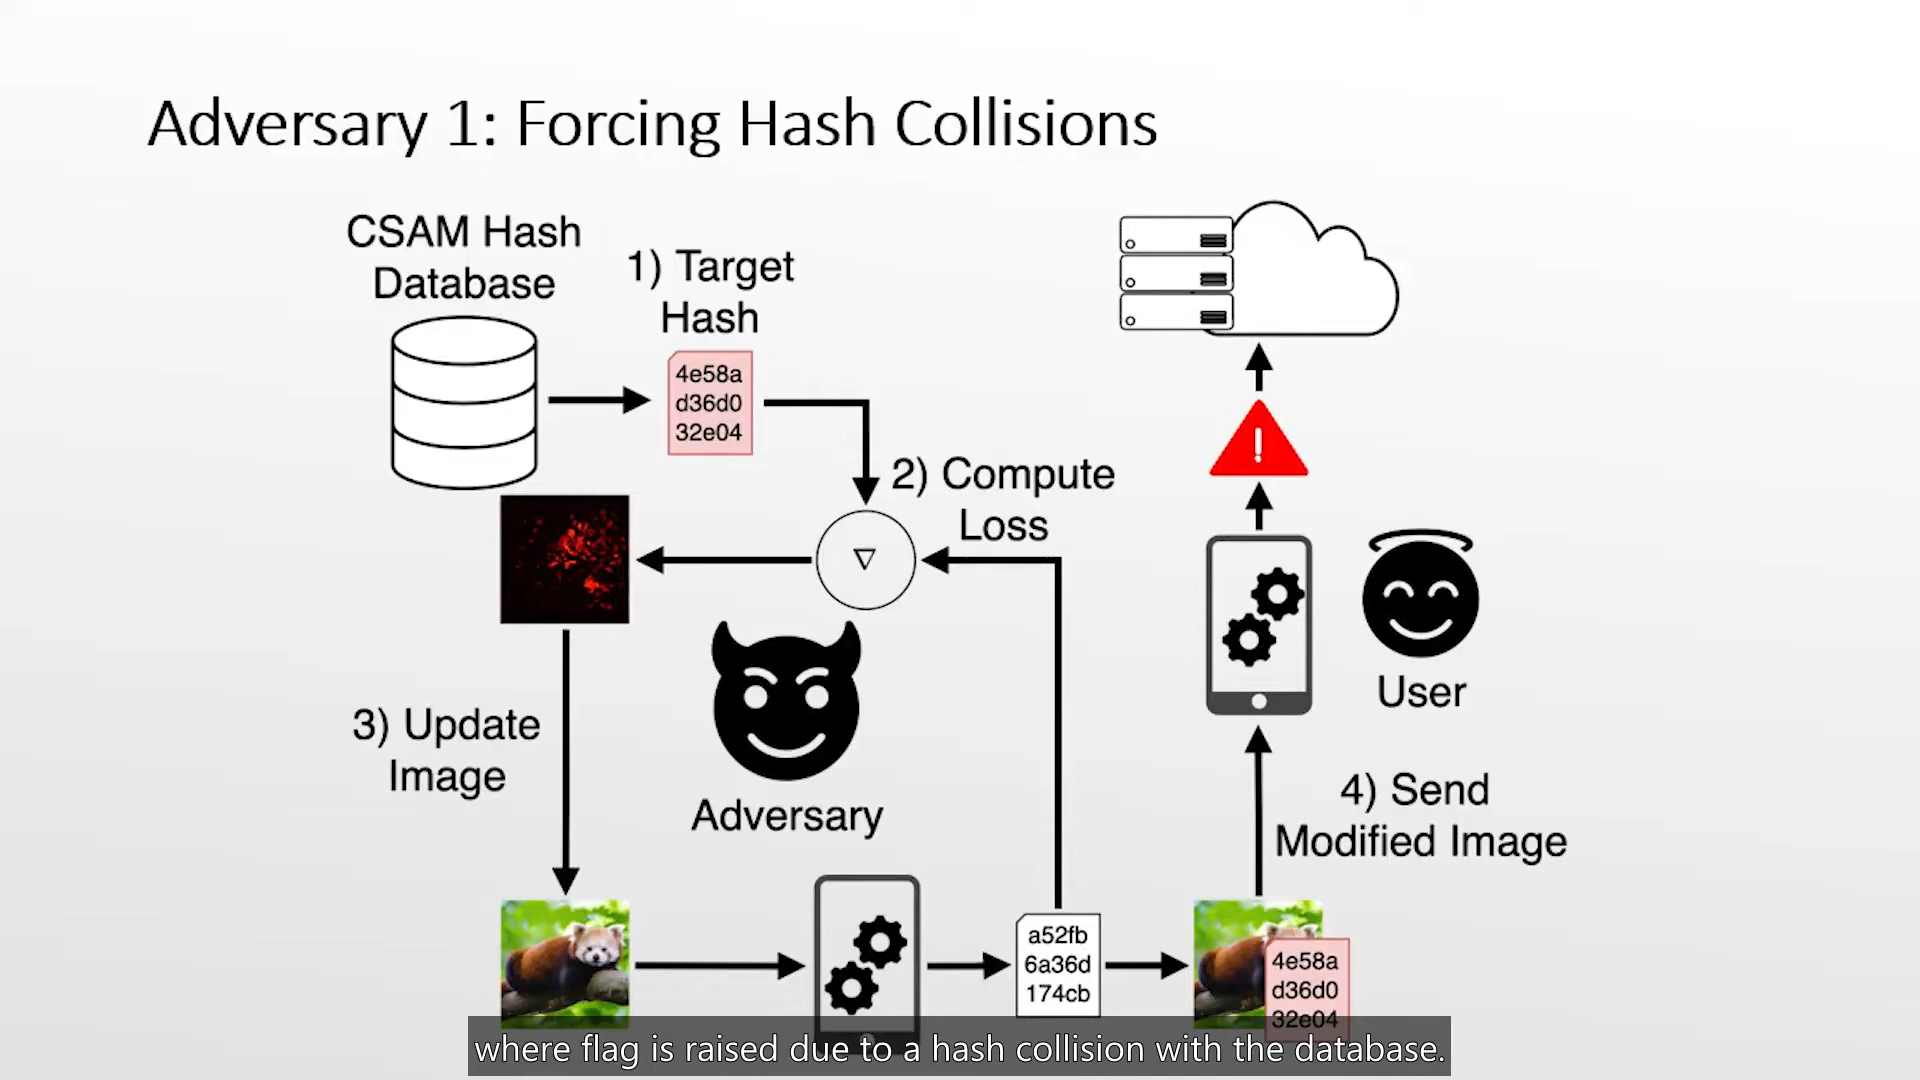 Adversary 1: Forcing Hash Collisions
CSAM Hash
Database
1) Target
Hash
4e58a
d36d0
32e04
2) Compute
Loss
3) Update
Image
Adversary
User
4) Send
Modified Image
a52fb
6a36d
174cb
4e58a
d36d0
32e04
where flag is raised due to a hash collision with the database.